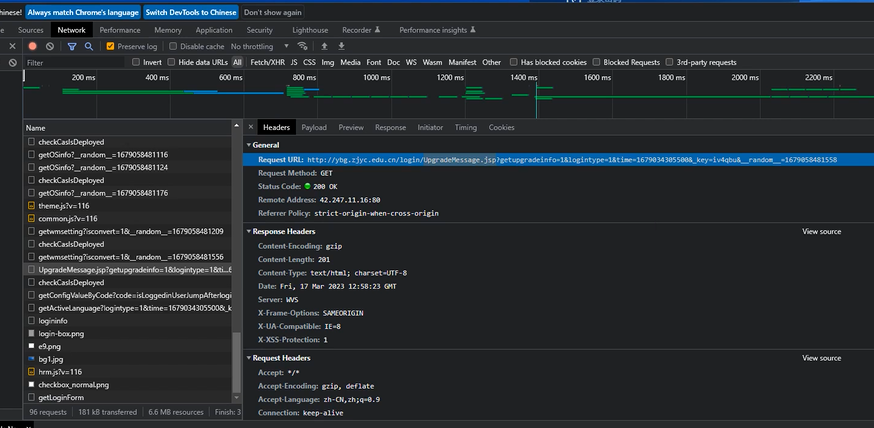 hinese!
Always match Chrome's language
Switch DevTools to Chinese
Don't show again
Sources
Network
Performance
Memory
Application
Security
Lighthouse
Recorder
Performance insights
Preserve log
Disable cache
No throttling
Filter
Invert
Hide data URLs
All
Fetch/XHR
JS
CSS
Img
Media
Font
Doc
WS
Wasm
Manifest
Other
Has blocked cookies
Blocked Requests
3rd-party requests
200 ms
400 ms
600 ms
800 ms
1000 ms
1200 ms
1400 ms
1600 ms
1800 ms
2000 ms
2200 ms
Name
checkCasIsDeployed
getOSinfo?__random__=1679058481116
getOSinfo?__random__=1679058481124
checkCasIsDeployed
getOSinfo?__random__=1679058481176
theme.js?v=116
common.js?v=116
getwmsetting?isconvert=1&__random__=1679058481209
checkCasIsDeployed
getwmsetting?isconvert=1&__random__=1679058481556
UpgradeMessage.jsp?getupgradeinfo=1&logintype=1&ti...6
checkCasIsDeployed
getConfigValueByCode?code=isLoggedinUserJumpAfterlogi
getActiveLanguage?logintype=1&time=1679034305500&_k
logininfo
login-box.png
e9.png
bg1.jpg
hrm.js?v=116
checkbox_normal.png
getLoginForm
96 requests
181 kB transferred
6.6 MB resources
Finish: 3
Headers
Payload
Preview
Response
Initiator
Timing
Cookies
General
Request URL: http://ybg.zjyc.edu.cn/login/UpgradeMessage.jsp?getupgradeinfo=1&logintype=1&time=1679034305500&_key=iv4qbu&__random__=1679058481558
Request Method: GET
Status Code: 200 OK
Remote Address: 42.247.11.16:80
Referrer Policy: strict-origin-when-cross-origin
Response Headers
View source
Content-Encoding: gzip
Content-Length: 201
Content-Type: text/html; charset=UTF-8
Date: Fri, 17 Mar 2023 12:58:23 GMT
Server: WVS
X-Frame-Options: SAMEORIGIN
X-UA-Compatible: IE=8
X-XSS-Protection: 1
Request Headers
View source
Accept: */*
Accept-Encoding: gzip, deflate
Accept-Language: zh-CN,zh;q=0.9
Connection: keep-alive